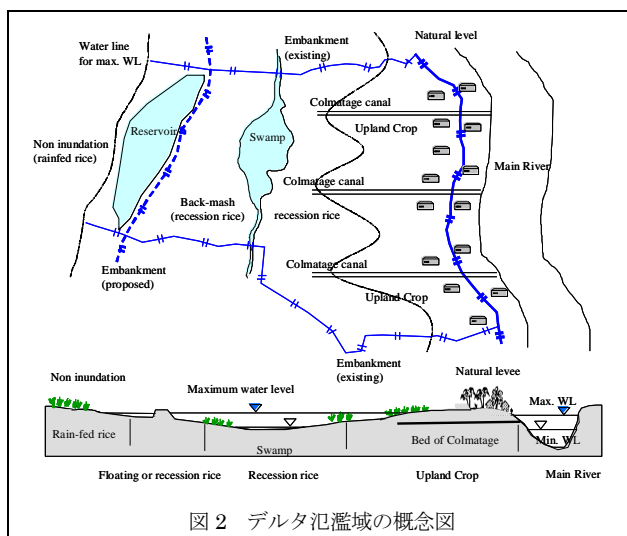 Water line
for max. WL
Embankment
(existing)
Natural level
Colmatage canal
Reservoir
Upland Crop
Non inundation
(rainfed rice)
Swamp
Main River
Colmatage canal
Back-mash
(recession rice)
recession rice
Colmatage canal
Embankment
(proposed)
Upland Crop
Embankment
(existing)
Natural levee
Non inundation
Maximum water level
Max. WL
Rain-fed rice
Swamp
Bed of Colmatage
Min. WL
Floating or recession rice
Recession rice
Upland Crop
Main River
図 2 デルタ氾濫域の概念図